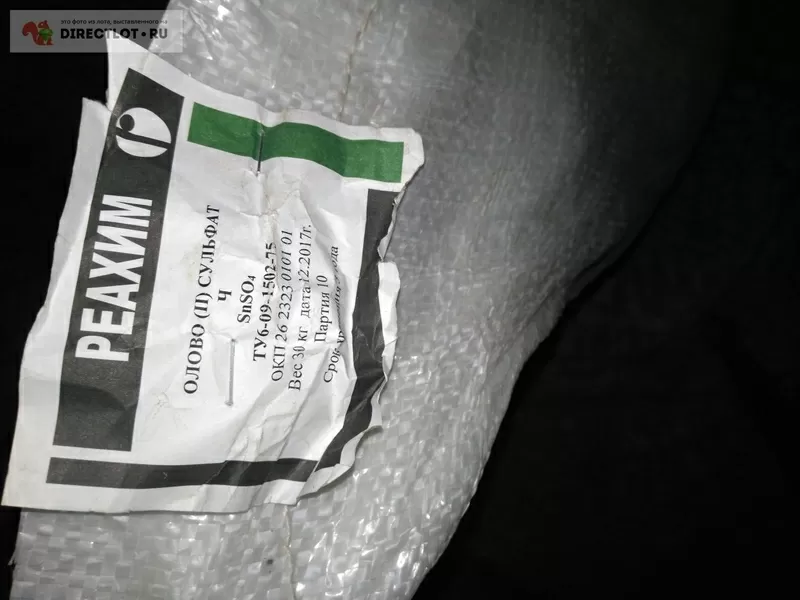 это фото из лота, выставленного на
DIRECTLOT.RU
РЕАХИМ
ОЛОВО (II) СУЛЬФАТ
Ч
SnSO₄
ТУ6-09-1502-75
ОКП 26 2323 0101 01
Вес 30 кг дата 12.2017г.
Партия 10
Срок